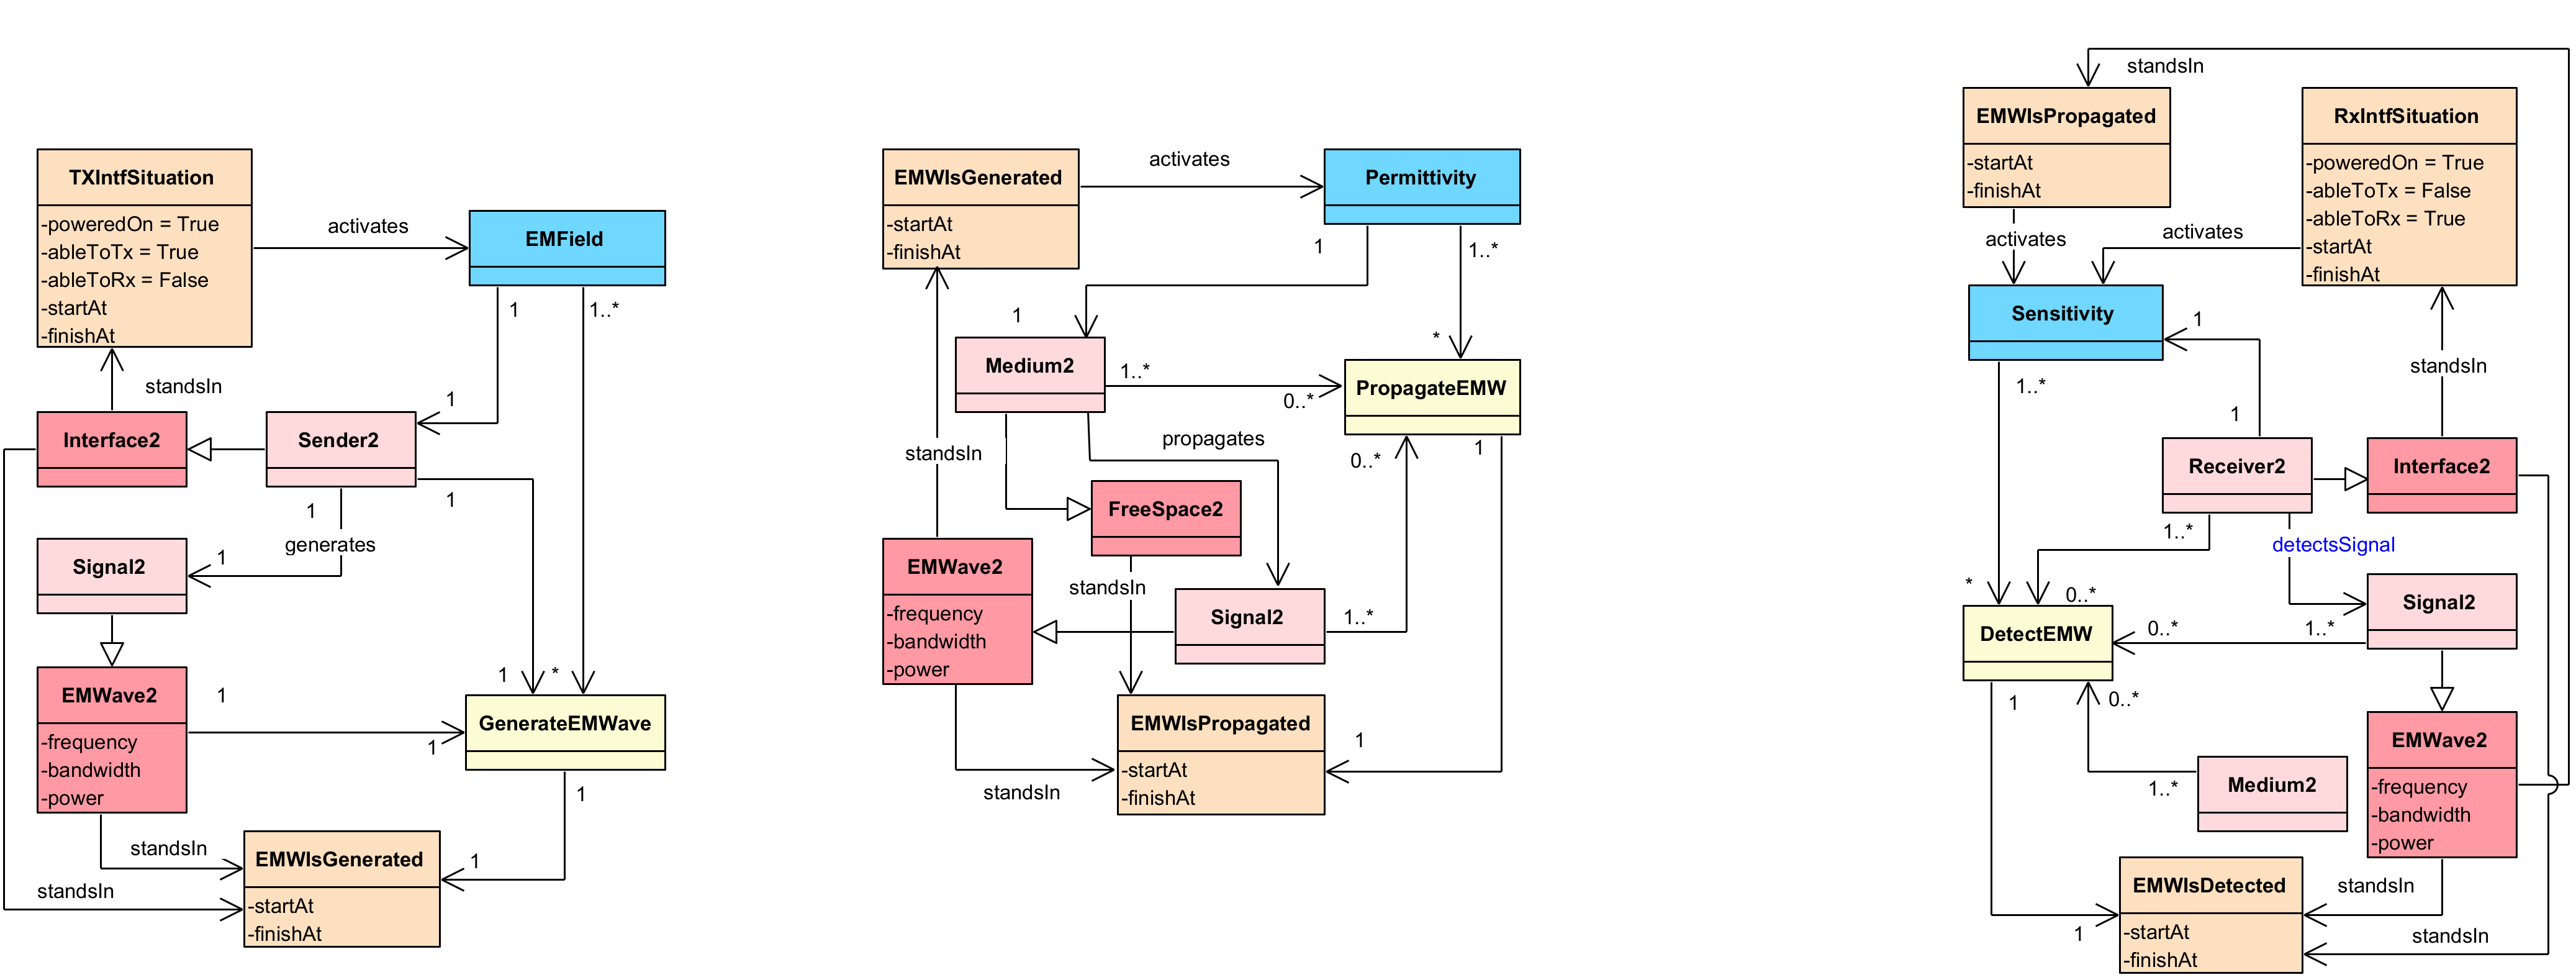 TXIntfSituation
-poweredOn = True
-ableToTx = True
-ableToRx = False
-startAt
-finishAt
activates
EMField
1
1..*
standsIn
1
Interface2
Sender2
1
1
generates
Signal2
1
EMWave2
-frequency
-bandwidth
-power
1
1
1
*
GenerateEMWave
1
standsIn
standsIn
EMWIsGenerated
-startAt
-finishAt
1
EMWIsGenerated
-startAt
-finishAt
activates
Permittivity
1
1..*
1
*
Medium2
1..*
0..*
PropagateEMW
propagates
0..*
1
standsIn
FreeSpace2
standsIn
EMWave2
-frequency
-bandwidth
-power
Signal2
1..*
EMWIsPropagated
-startAt
-finishAt
1
standsIn
standsIn
EMWIsPropagated
-startAt
-finishAt
RxIntfSituation
-poweredOn = True
-ableToTx = False
-ableToRx = True
-startAt
-finishAt
activates
activates
Sensitivity
1
1..*
standsIn
1
Receiver2
Interface2
1..*
detectsSignal
*
0..*
Signal2
DetectEMW
0..*
1..*
1
0..*
EMWave2
-frequency
-bandwidth
-power
Medium2
1..*
EMWIsDetected
-startAt
-finishAt
standsIn
1
standsIn